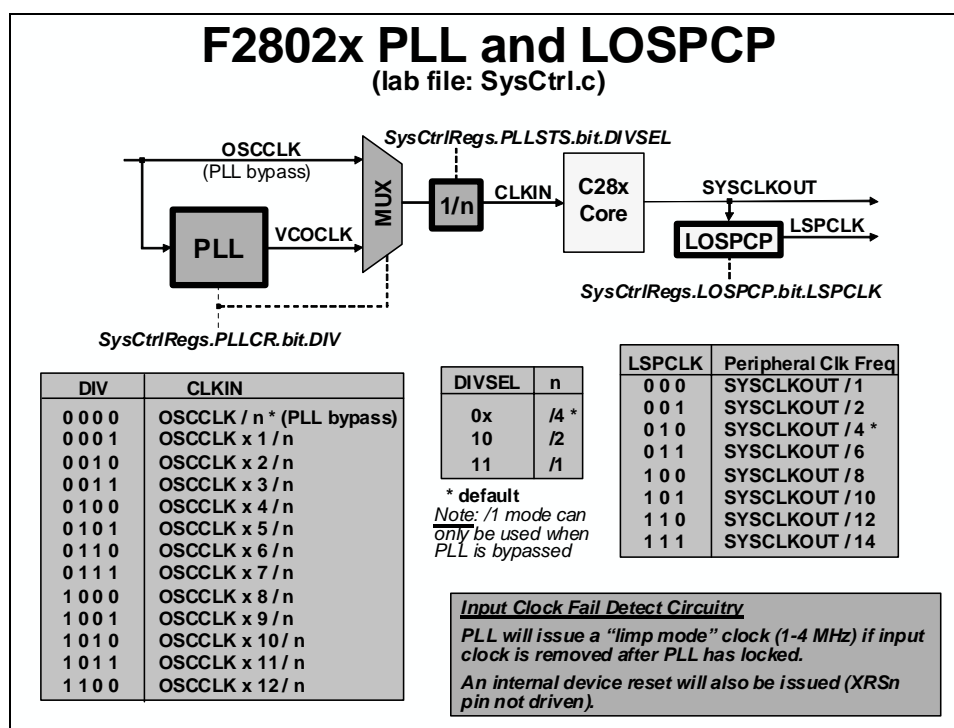 F2802x PLL and LOSPCP
(lab file: SysCtrl.c)
SysCtrlRegs.PLLSTS.bit.DIVSEL
OSCCLK
(PLL bypass)
MUX
1/n
CLKIN
C28x
Core
SYSCLKOUT
PLL
VCOCLK
LOSPCP
LSPCLK
SysCtrlRegs.LOSPCP.bit.LSPCLK
SysCtrlRegs.PLLCR.bit.DIV
DIV CLKIN
0 0 0 0 OSCCLK / n * (PLL bypass)
0 0 0 1 OSCCLK x 1 / n
0 0 1 0 OSCCLK x 2 / n
0 0 1 1 OSCCLK x 3 / n
0 1 0 0 OSCCLK x 4 / n
0 1 0 1 OSCCLK x 5 / n
0 1 1 0 OSCCLK x 6 / n
0 1 1 1 OSCCLK x 7 / n
1 0 0 0 OSCCLK x 8 / n
1 0 0 1 OSCCLK x 9 / n
1 0 1 0 OSCCLK x 10 / n
1 0 1 1 OSCCLK x 11 / n
1 1 0 0 OSCCLK x 12 / n
DIVSEL n
0x /4 *
10 /2
11 /1
* default
Note: /1 mode can
only be used when
PLL is bypassed
LSPCLK Peripheral Clk Freq
0 0 0 SYSCLKOUT / 1
0 0 1 SYSCLKOUT / 2
0 1 0 SYSCLKOUT / 4 *
0 1 1 SYSCLKOUT / 6
1 0 0 SYSCLKOUT / 8
1 0 1 SYSCLKOUT / 10
1 1 0 SYSCLKOUT / 12
1 1 1 SYSCLKOUT / 14
Input Clock Fail Detect Circuitry
PLL will issue a “limp mode” clock (1-4 MHz) if input
clock is removed after PLL has locked.
An internal device reset will also be issued (XRSn
pin not driven).